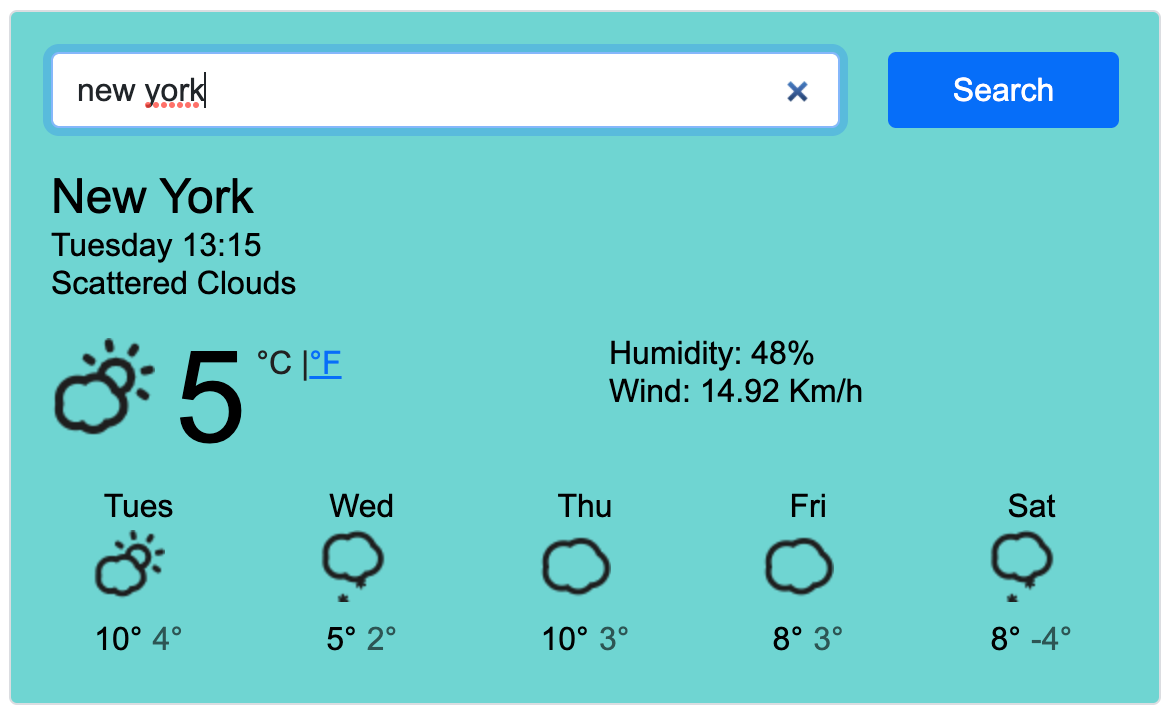 new york
Search
New York
Tuesday 13:15
Scattered Clouds
5 °C |°F
Humidity: 48%
Wind: 14.92 Km/h
Tues Wed Thu Fri Sat
10° 4° 5° 2° 10° 3° 8° 3° 8° -4°